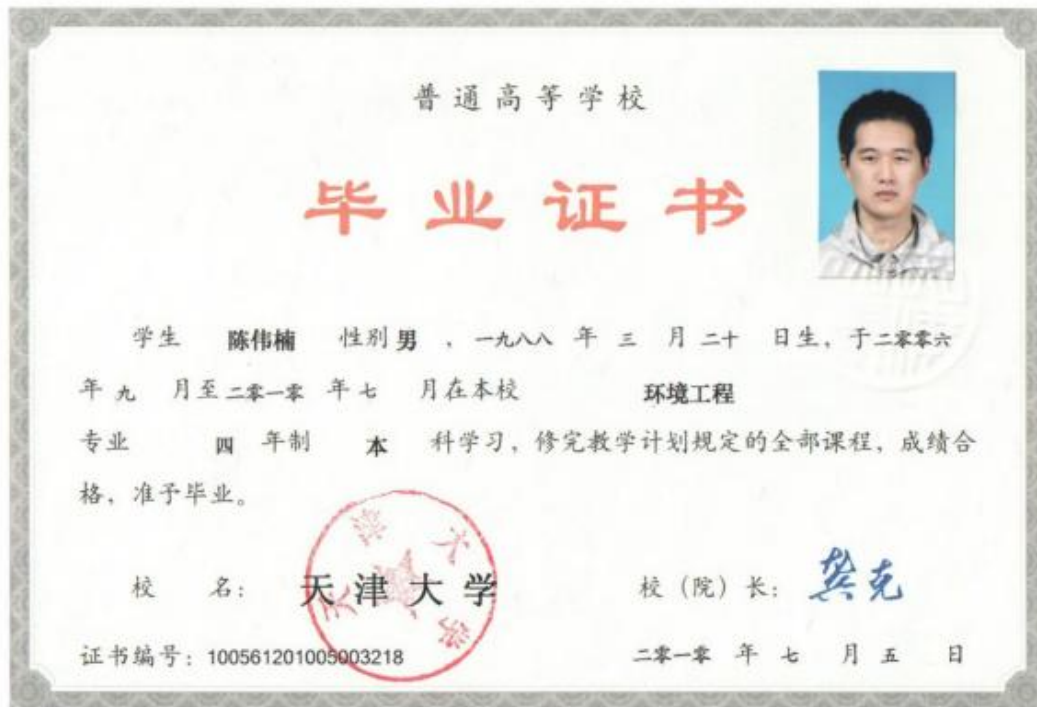 普通高等学校
毕业证书
学生 陈伟楠 性别 男 ，一九八八 年 三 月 二十 日生，于二零零六
年 九 月至二零一零 年 七 月在本校 环境工程
专业 四 年制 本 科学习，修完教学计划规定的全部课程，成绩合
格，准予毕业。
校 名： 天津大学
天津大学
校（院）长： 龚克
证书编号：100561201005003218
二零一零 年 七 月 五 日